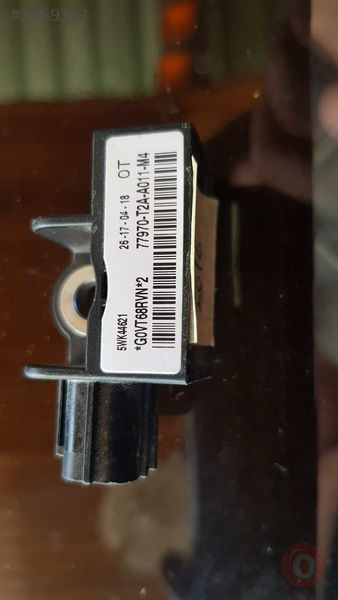 OT
26-17-04-18
77970-T2A-A011-M4
5WK44621
*G0VT68RVN*2